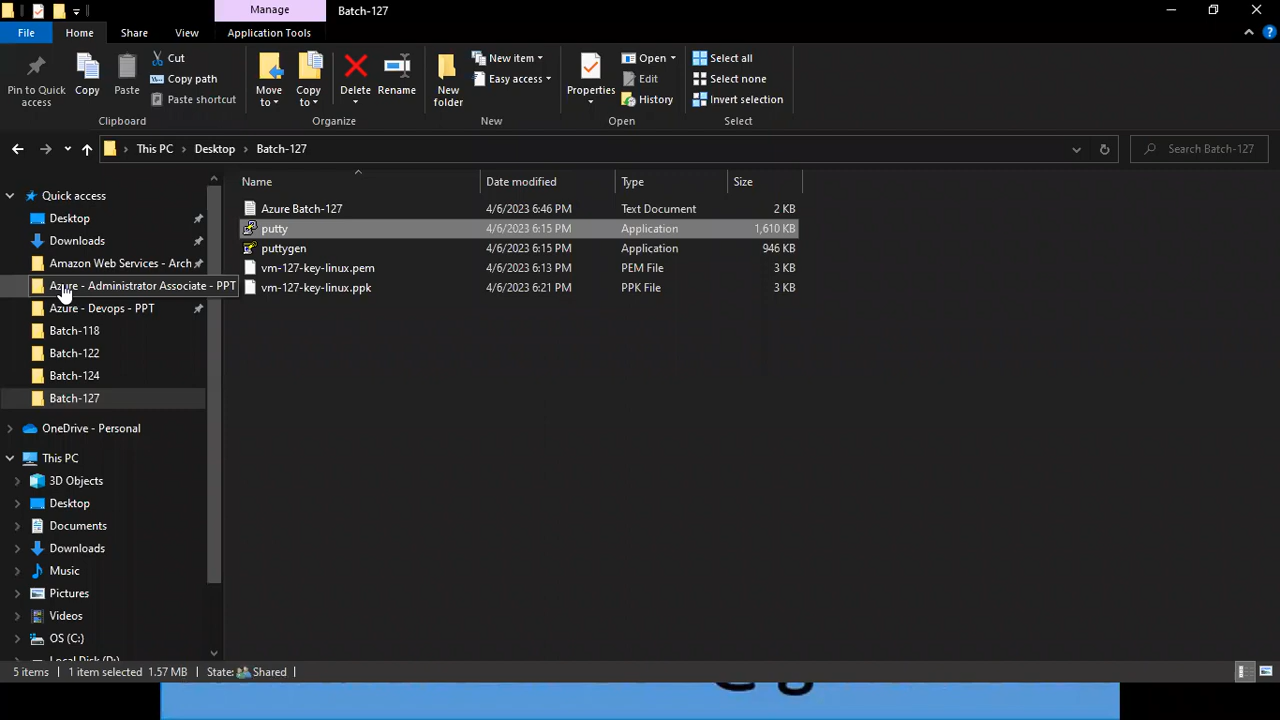 Manage
Batch-127
File
Home
Share
View
Application Tools
Pin to Quick access
Copy
Paste
Cut
Copy path
Paste shortcut
Clipboard
Move to
Copy to
Delete
Rename
Organize
New folder
New item
Easy access
New
Properties
Open
Edit
History
Open
Select all
Select none
Invert selection
Select
This PC
Desktop
Batch-127
Search Batch-127
Name
Date modified
Type
Size
Azure Batch-127 4/6/2023 6:46 PM Text Document 2 KB
putty 4/6/2023 6:15 PM Application 1,610 KB
puttygen 4/6/2023 6:15 PM Application 946 KB
vm-127-key-linux.pem 4/6/2023 6:13 PM PEM File 3 KB
vm-127-key-linux.ppk 4/6/2023 6:21 PM PPK File 3 KB
Quick access
Desktop
Downloads
Amazon Web Services - Arch
Azure - Administrator Associate - PPT
Azure - Devops - PPT
Batch-118
Batch-122
Batch-124
Batch-127
OneDrive - Personal
This PC
3D Objects
Desktop
Documents
Downloads
Music
Pictures
Videos
OS (C:)
Local Disk (D:)
5 items
1 item selected 1.57 MB
State: Shared